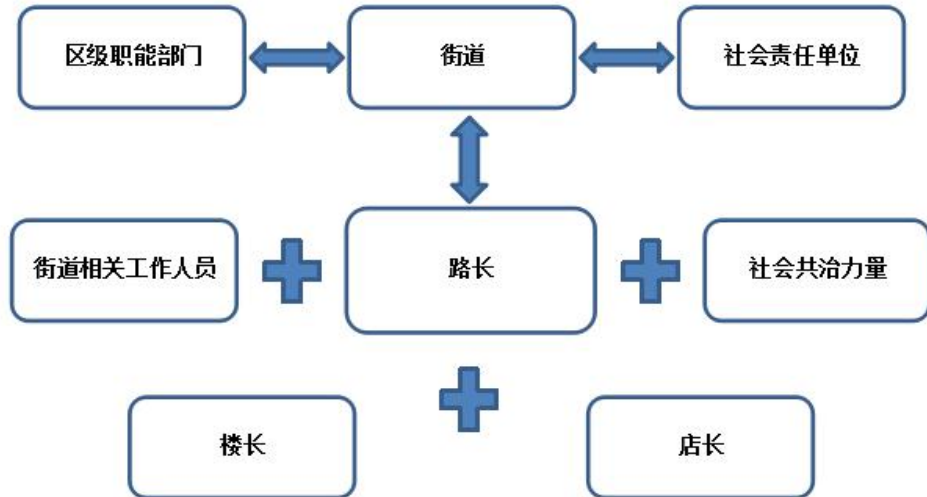 区级职能部门
街道
社会责任单位
街道相关工作人员
路长
社会共治力量
楼长
店长